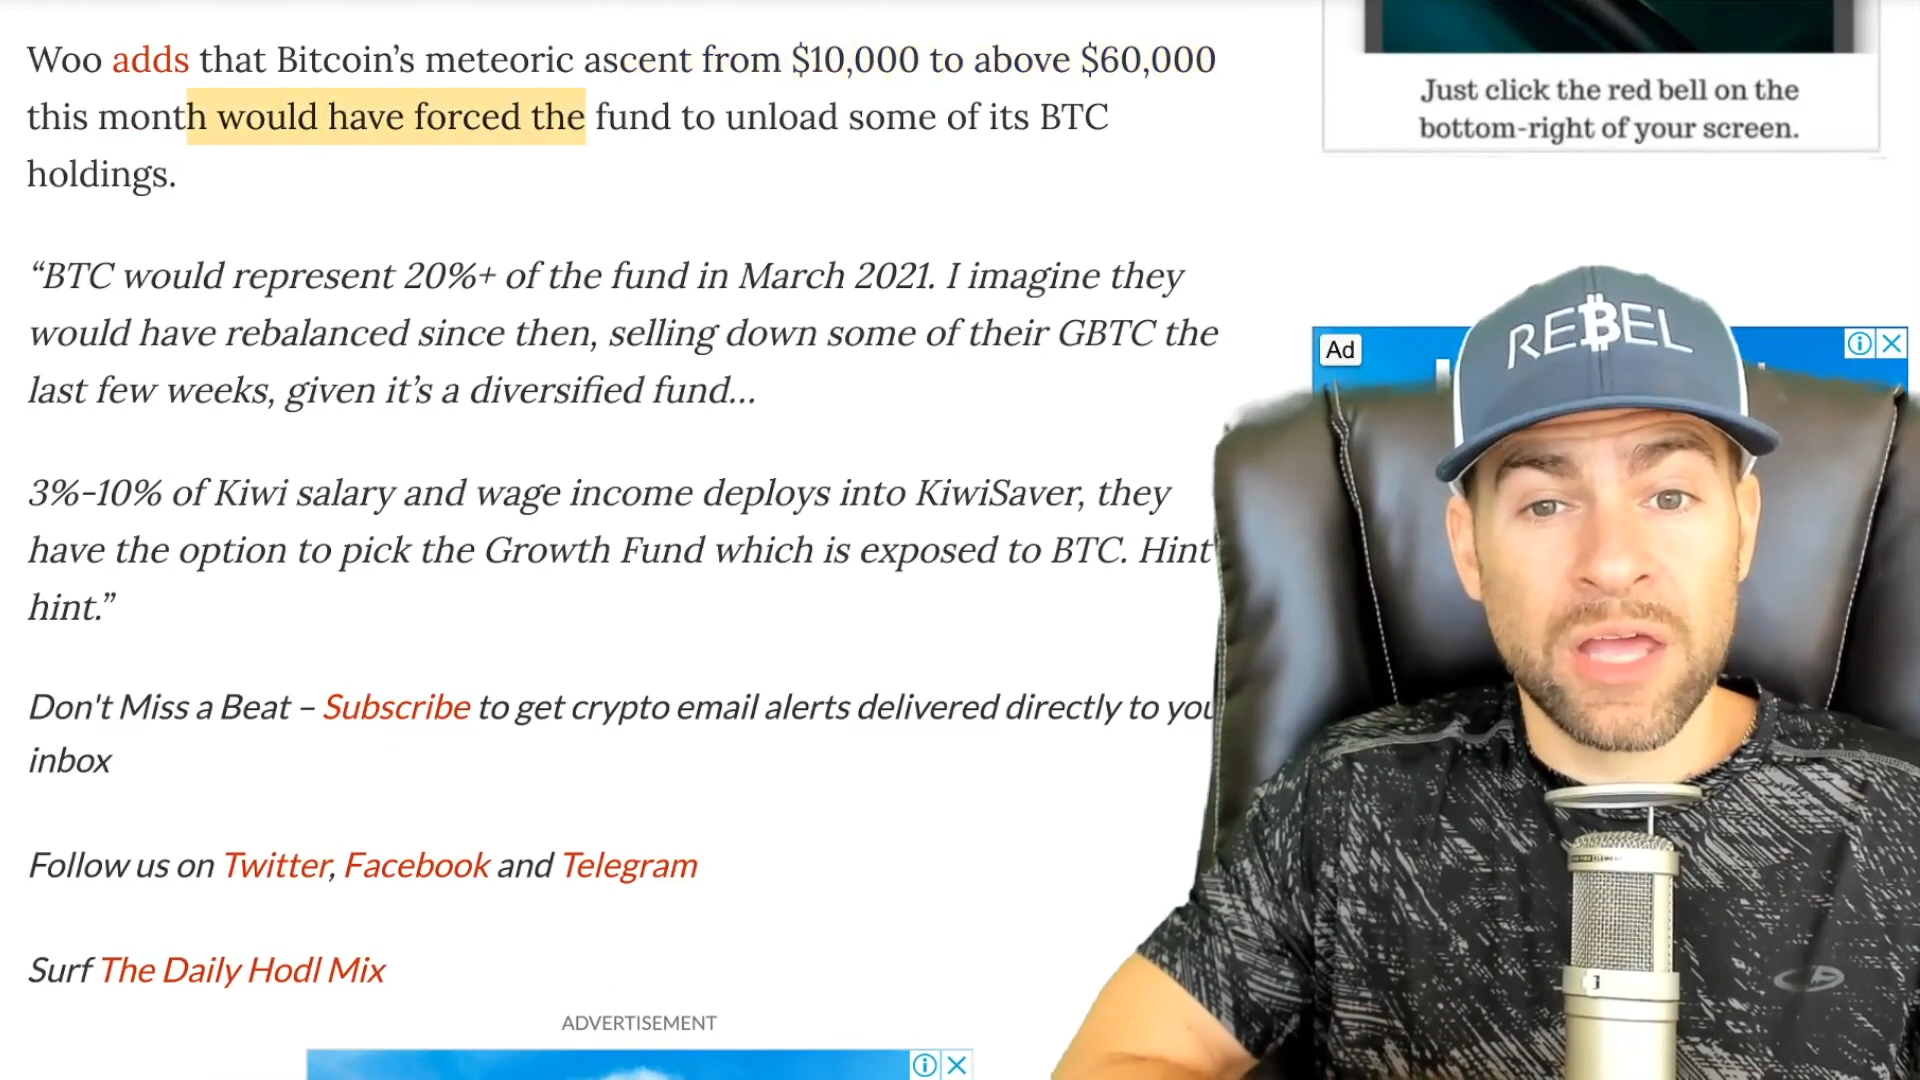 Woo adds that Bitcoin’s meteoric ascent from $10,000 to above $60,000
this month would have forced the fund to unload some of its BTC
holdings.
“BTC would represent 20%+ of the fund in March 2021. I imagine they
would have rebalanced since then, selling down some of their GBTC the
last few weeks, given it’s a diversified fund…
3%-10% of Kiwi salary and wage income deploys into KiwiSaver, they
have the option to pick the Growth Fund which is exposed to BTC. Hint
hint.”
Don't Miss a Beat – Subscribe to get crypto email alerts delivered directly to you
inbox
Follow us on Twitter, Facebook and Telegram
Surf The Daily Hodl Mix
ADVERTISEMENT
Just click the red bell on the
bottom-right of your screen.
Ad
REBEL